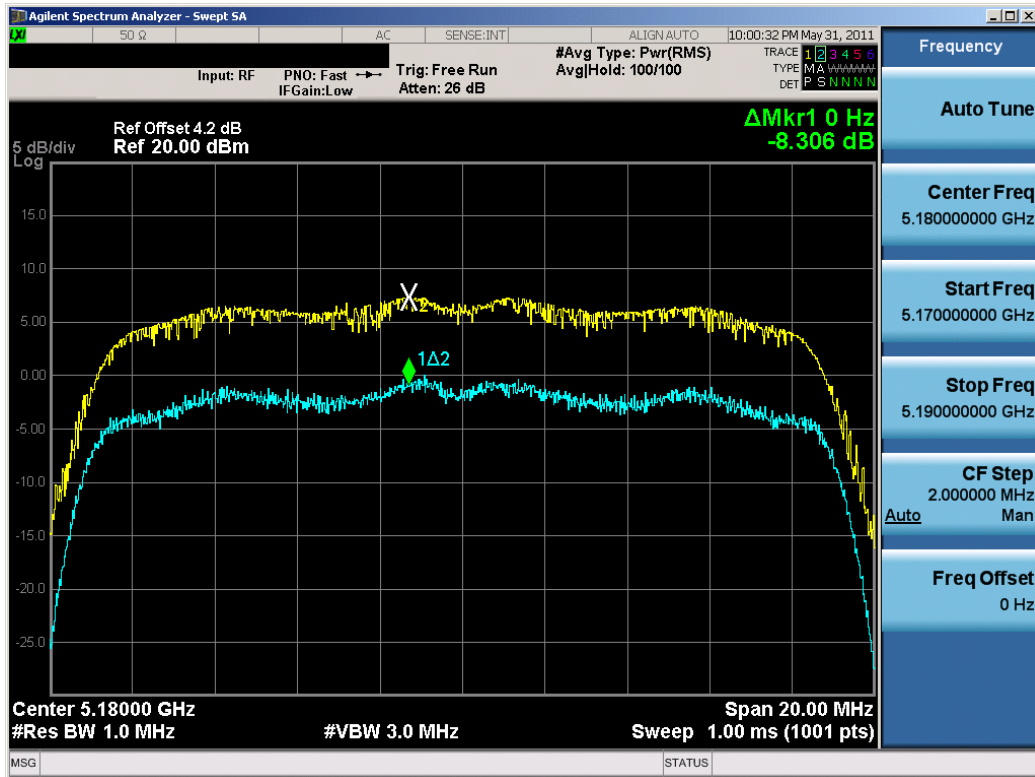 Agilent Spectrum Analyzer - Swept SA
LXI 50 Ω AC SENSE:INT ALIGN AUTO 10:00:32 PM May 31, 2011
Input: RF PNO: Fast Trig: Free Run #Avg Type: Pwr(RMS) TRACE 1 2 3 4 5 6
IFGain:Low Atten: 26 dB Avg|Hold: 100/100 TYPE M A W W W W
DET P S N N N N
Frequency
Auto Tune
Center Freq
5.180000000 GHz
Start Freq
5.170000000 GHz
Stop Freq
5.190000000 GHz
CF Step
2.000000 MHz
Auto Man
Freq Offset
0 Hz
ΔMkr1 0 Hz
-8.306 dB
Ref Offset 4.2 dB
5 dB/div Ref 20.00 dBm
Log
15.0
10.0
5.00
0.00
-5.00
-10.0
-15.0
-20.0
-25.0
X2
1Δ2
Center 5.18000 GHz Span 20.00 MHz
#Res BW 1.0 MHz #VBW 3.0 MHz Sweep 1.00 ms (1001 pts)
MSG STATUS